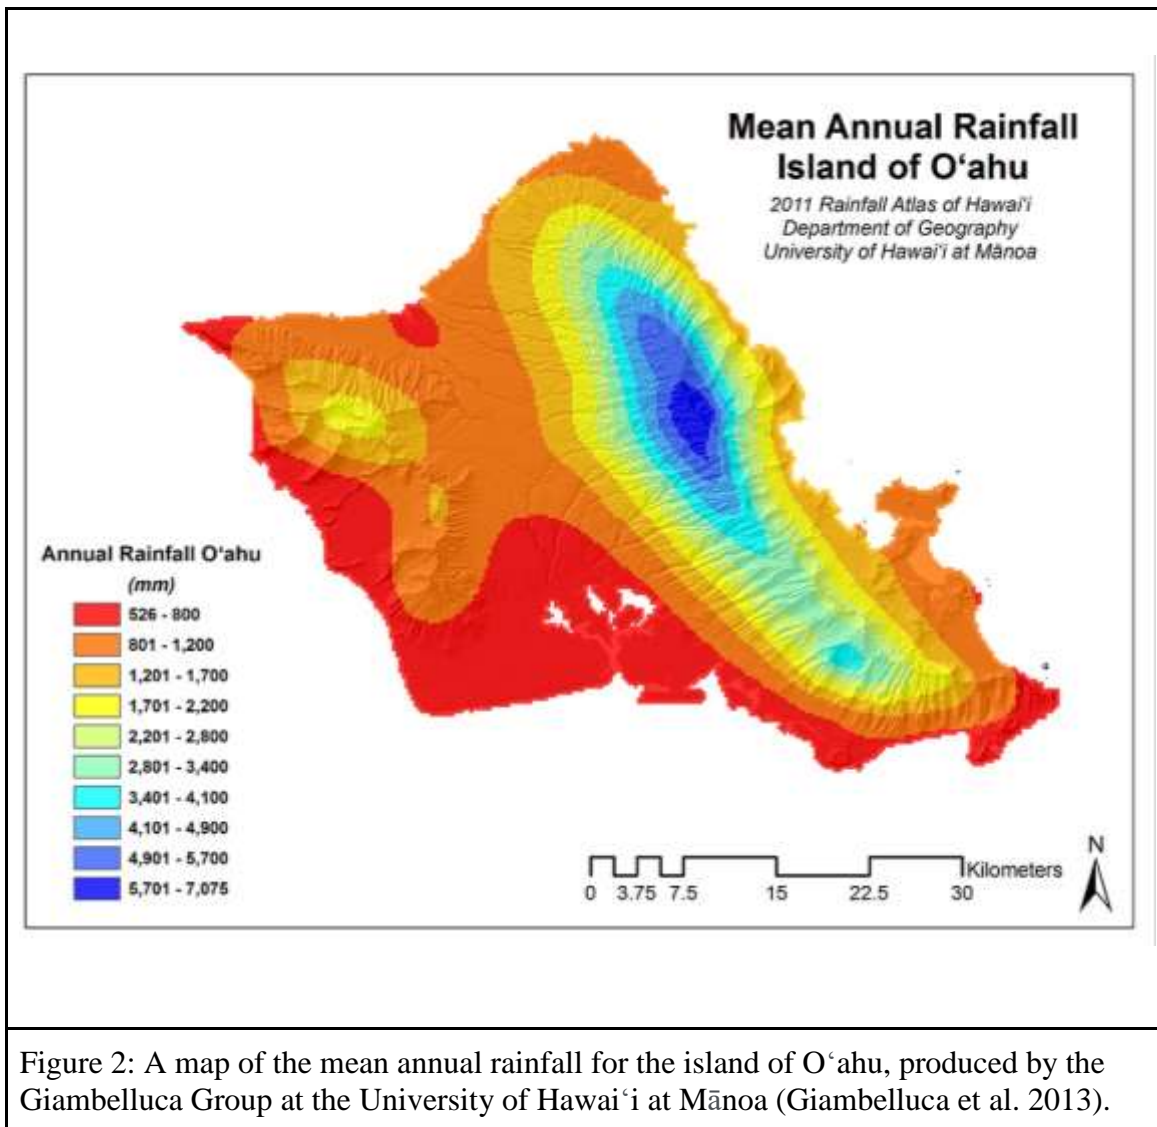 Mean Annual Rainfall
Island of Oʻahu
2011 Rainfall Atlas of Hawaiʻi
Department of Geography
University of Hawaiʻi at Mānoa
Annual Rainfall Oʻahu
(mm)
526 - 800
801 - 1,200
1,201 - 1,700
1,701 - 2,200
2,201 - 2,800
2,801 - 3,400
3,401 - 4,100
4,101 - 4,900
4,901 - 5,700
5,701 - 7,075
N
Kilometers
0 3.75 7.5 15 22.5 30
Figure 2: A map of the mean annual rainfall for the island of Oʻahu, produced by the
Giambelluca Group at the University of Hawaiʻi at Mānoa (Giambelluca et al. 2013).